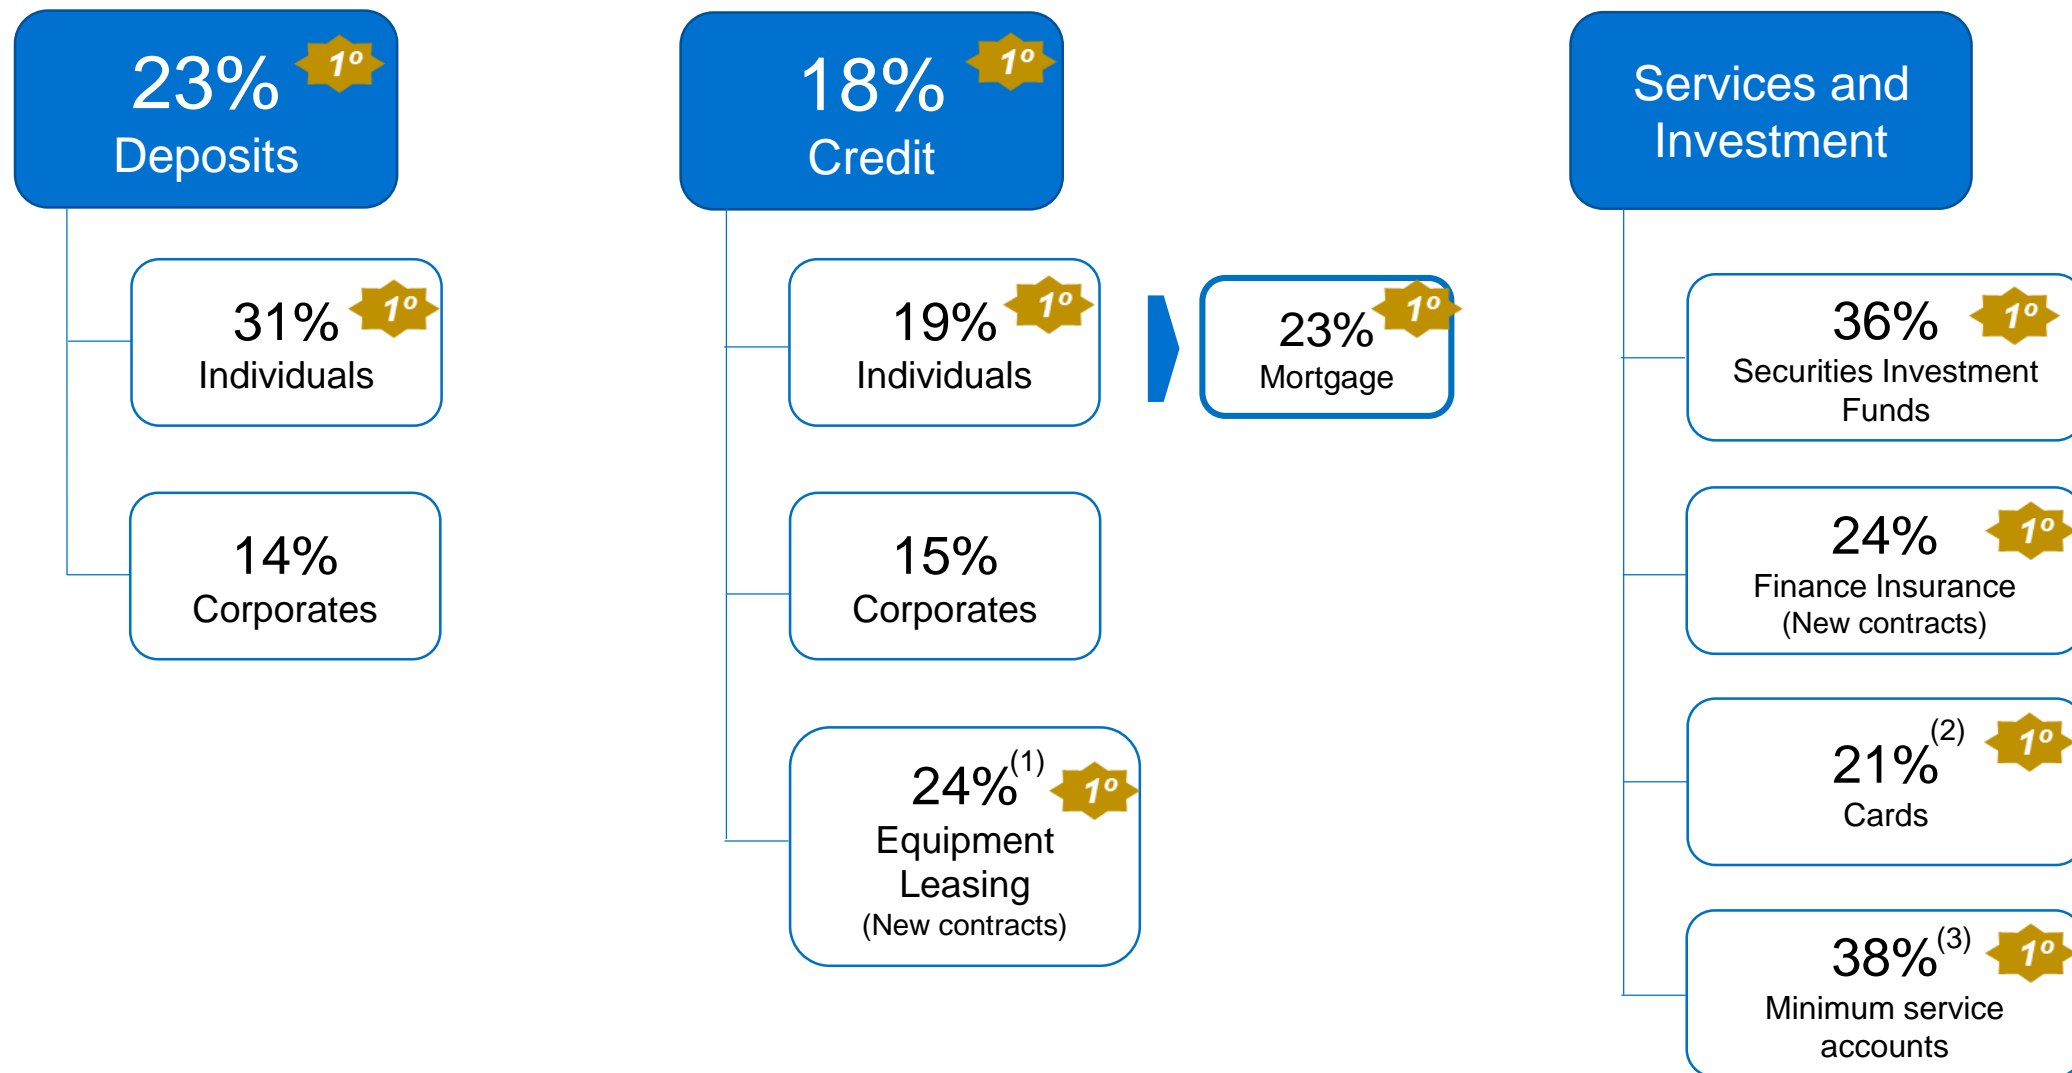 23% 1º
Deposits
31% 1º
Individuals
14%
Corporates
18% 1º
Credit
19% 1º
Individuals
23% 1º
Mortgage
15%
Corporates
24%(1) 1º
Equipment
Leasing
(New contracts)
Services and
Investment
36% 1º
Securities Investment
Funds
24% 1º
Finance Insurance
(New contracts)
21%(2) 1º
Cards
38%(3) 1º
Minimum service
accounts